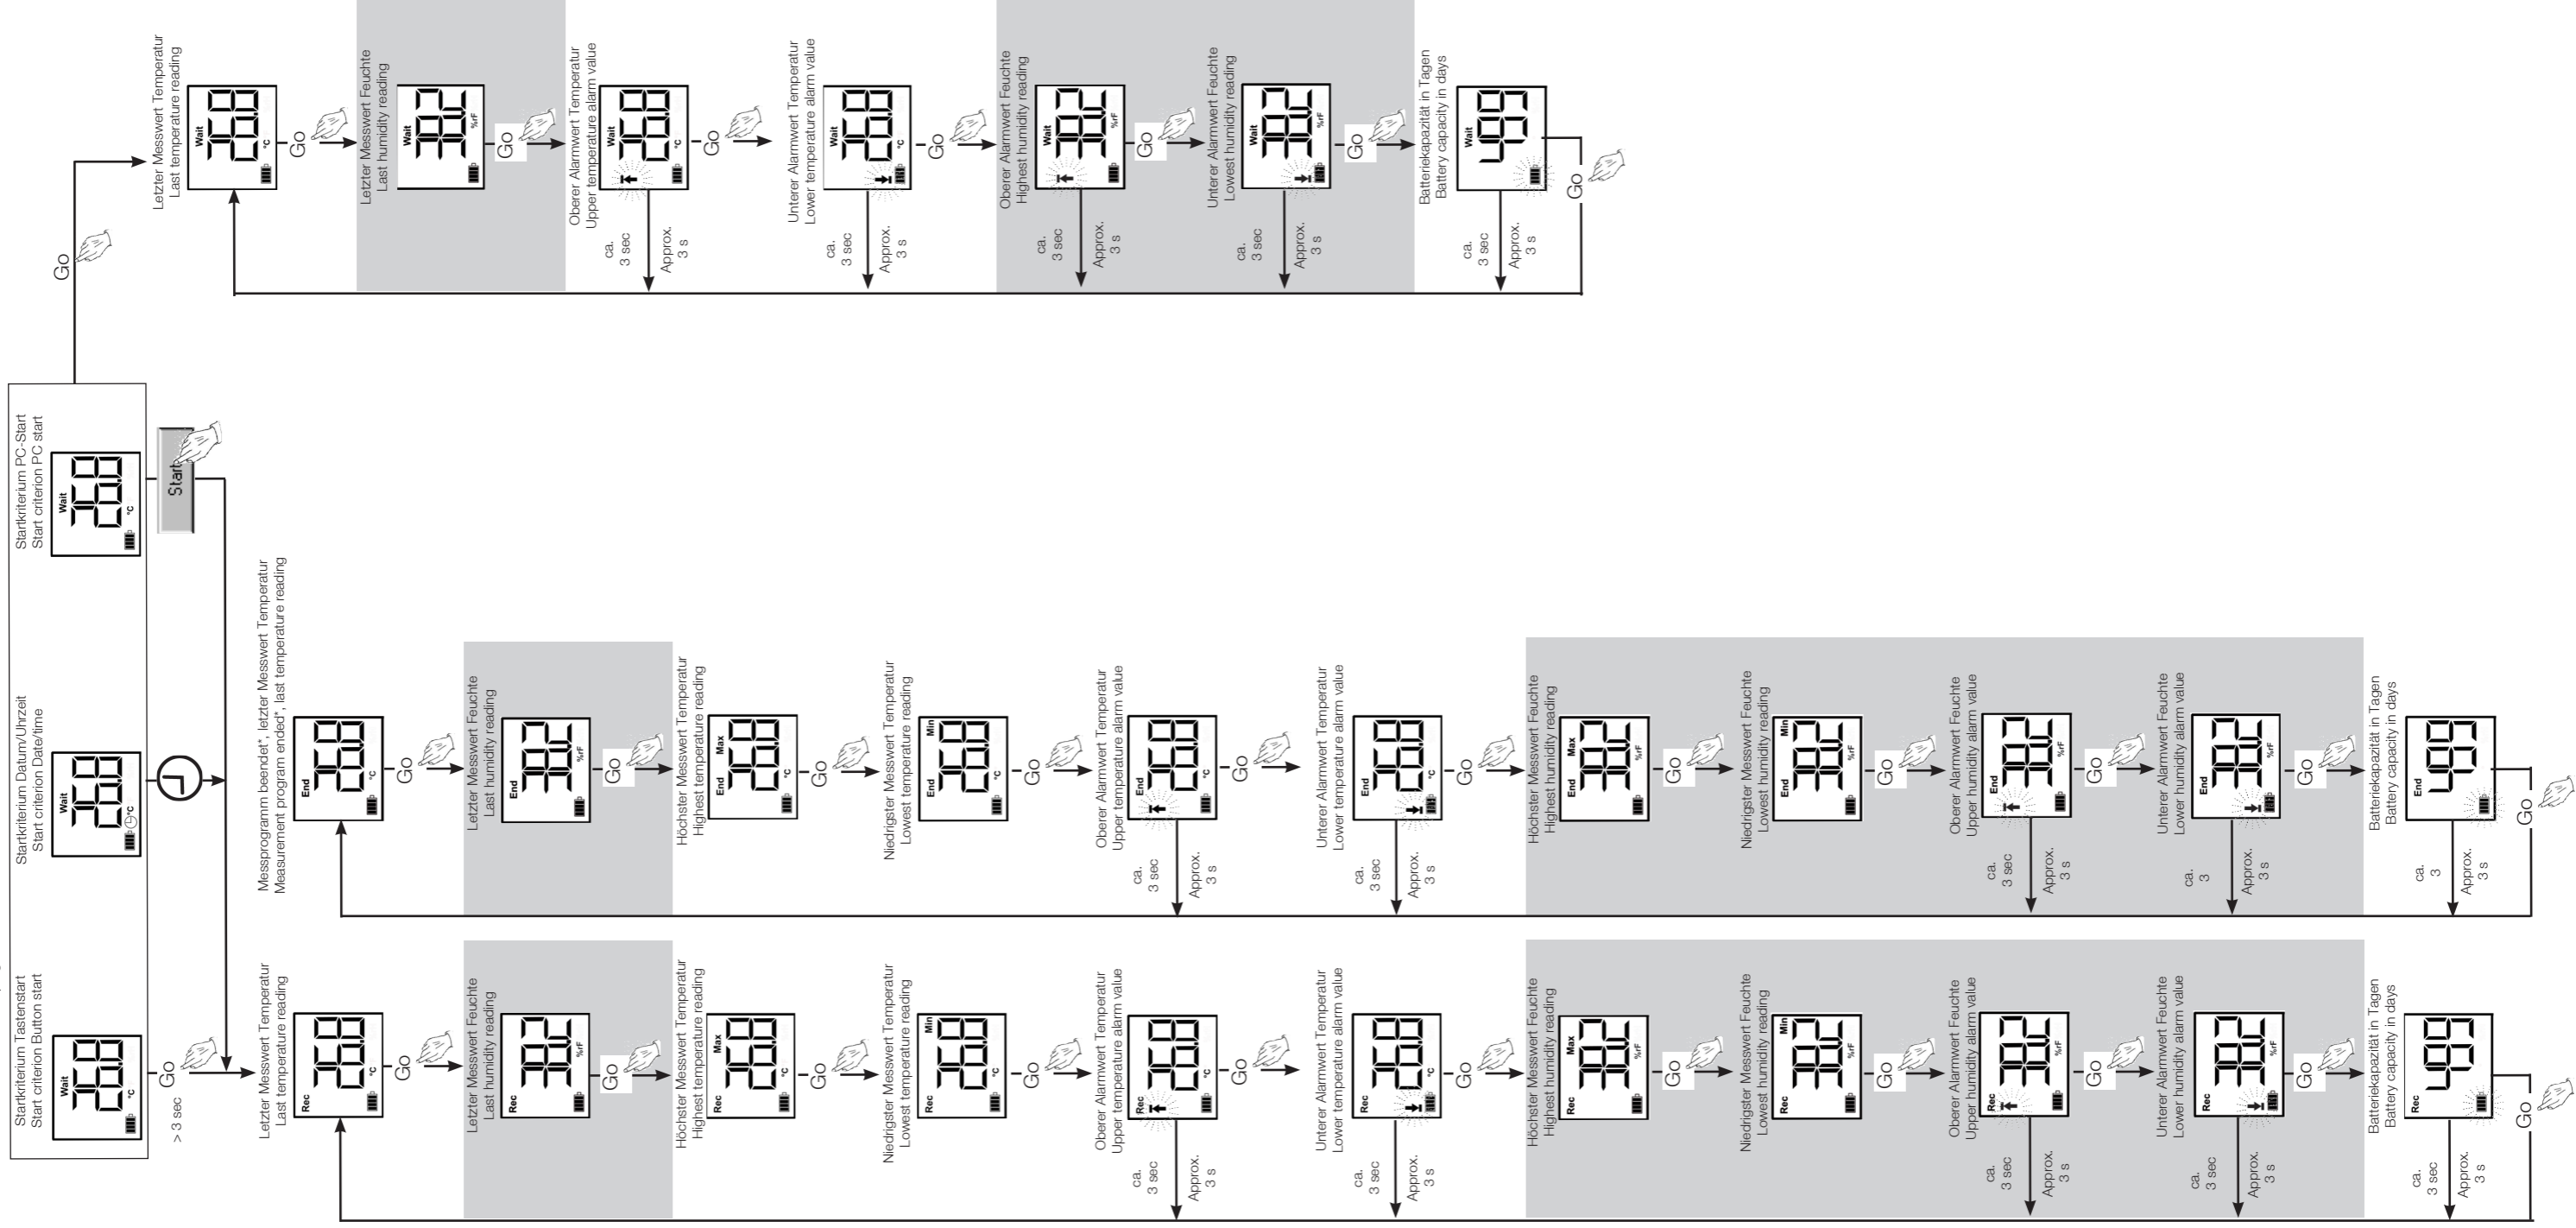 Startkriterium Tastenstart
Start criterion Button start
Wait
°C
Startkriterium Datum/Uhrzeit
Start criterion Date/time
Wait
°C
Startkriterium PC-Start
Start criterion PC start
Wait
°C
Go
> 3 sec
Start
Go
Letzter Messwert Temperatur
Last temperature reading
Rec
°C
Go
Letzter Messwert Feuchte
Last humidity reading
Rec
%rF
Go
Höchster Messwert Temperatur
Highest temperature reading
Rec Max
°C
Go
Niedrigster Messwert Temperatur
Lowest temperature reading
Rec Min
°C
Go
Oberer Alarmwert Temperatur
Upper temperature alarm value
Rec
°C
ca.
3 sec
Approx.
3 s
Go
Unterer Alarmwert Temperatur
Lower temperature alarm value
Rec
°C
ca.
3 sec
Approx.
3 s
Go
Höchster Messwert Feuchte
Highest humidity reading
Rec Max
%rF
Go
Niedrigster Messwert Feuchte
Lowest humidity reading
Rec Min
%rF
Go
Oberer Alarmwert Feuchte
Upper humidity alarm value
Rec
%rF
ca.
3 sec
Approx.
3 s
Go
Unterer Alarmwert Feuchte
Lower humidity alarm value
Rec
%rF
ca.
3 sec
Approx.
3 s
Go
Batteriekapazität in Tagen
Battery capacity in days
Rec
ca.
3 sec
Approx.
3 s
Go
Messprogramm beendet*, letzter Messwert Temperatur
Measurement program ended*, last temperature reading
End
°C
Go
Letzter Messwert Feuchte
Last humidity reading
End
%rF
Go
Höchster Messwert Temperatur
Highest temperature reading
End Max
°C
Go
Niedrigster Messwert Temperatur
Lowest temperature reading
End Min
°C
Go
Oberer Alarmwert Temperatur
Upper temperature alarm value
End
°C
ca.
3 sec
Approx.
3 s
Go
Unterer Alarmwert Temperatur
Lower temperature alarm value
End
°C
ca.
3 sec
Approx.
3 s
Go
Höchster Messwert Feuchte
Highest humidity reading
End Max
%rF
Go
Niedrigster Messwert Feuchte
Lowest humidity reading
End Min
%rF
Go
Oberer Alarmwert Feuchte
Upper humidity alarm value
End
%rF
ca.
3 sec
Approx.
3 s
Go
Unterer Alarmwert Feuchte
Lower humidity alarm value
End
%rF
ca.
3
Approx.
3 s
Go
Batteriekapazität in Tagen
Battery capacity in days
End
ca.
3
Approx.
3 s
Go
Letzter Messwert Temperatur
Last temperature reading
Wait
°C
Go
Letzter Messwert Feuchte
Last humidity reading
Wait
%rF
Go
Oberer Alarmwert Temperatur
Upper temperature alarm value
Wait
°C
ca.
3 sec
Approx.
3 s
Go
Unterer Alarmwert Temperatur
Lower temperature alarm value
Wait
°C
ca.
3 sec
Approx.
3 s
Go
Oberer Alarmwert Feuchte
Highest humidity reading
Wait
%rF
ca.
3 sec
Approx.
3 s
Go
Unterer Alarmwert Feuchte
Lowest humidity reading
Wait
%rF
ca.
3 sec
Approx.
3 s
Go
Batteriekapazität in Tagen
Battery capacity in days
Wait
ca.
3 sec
Approx.
3 s
Go